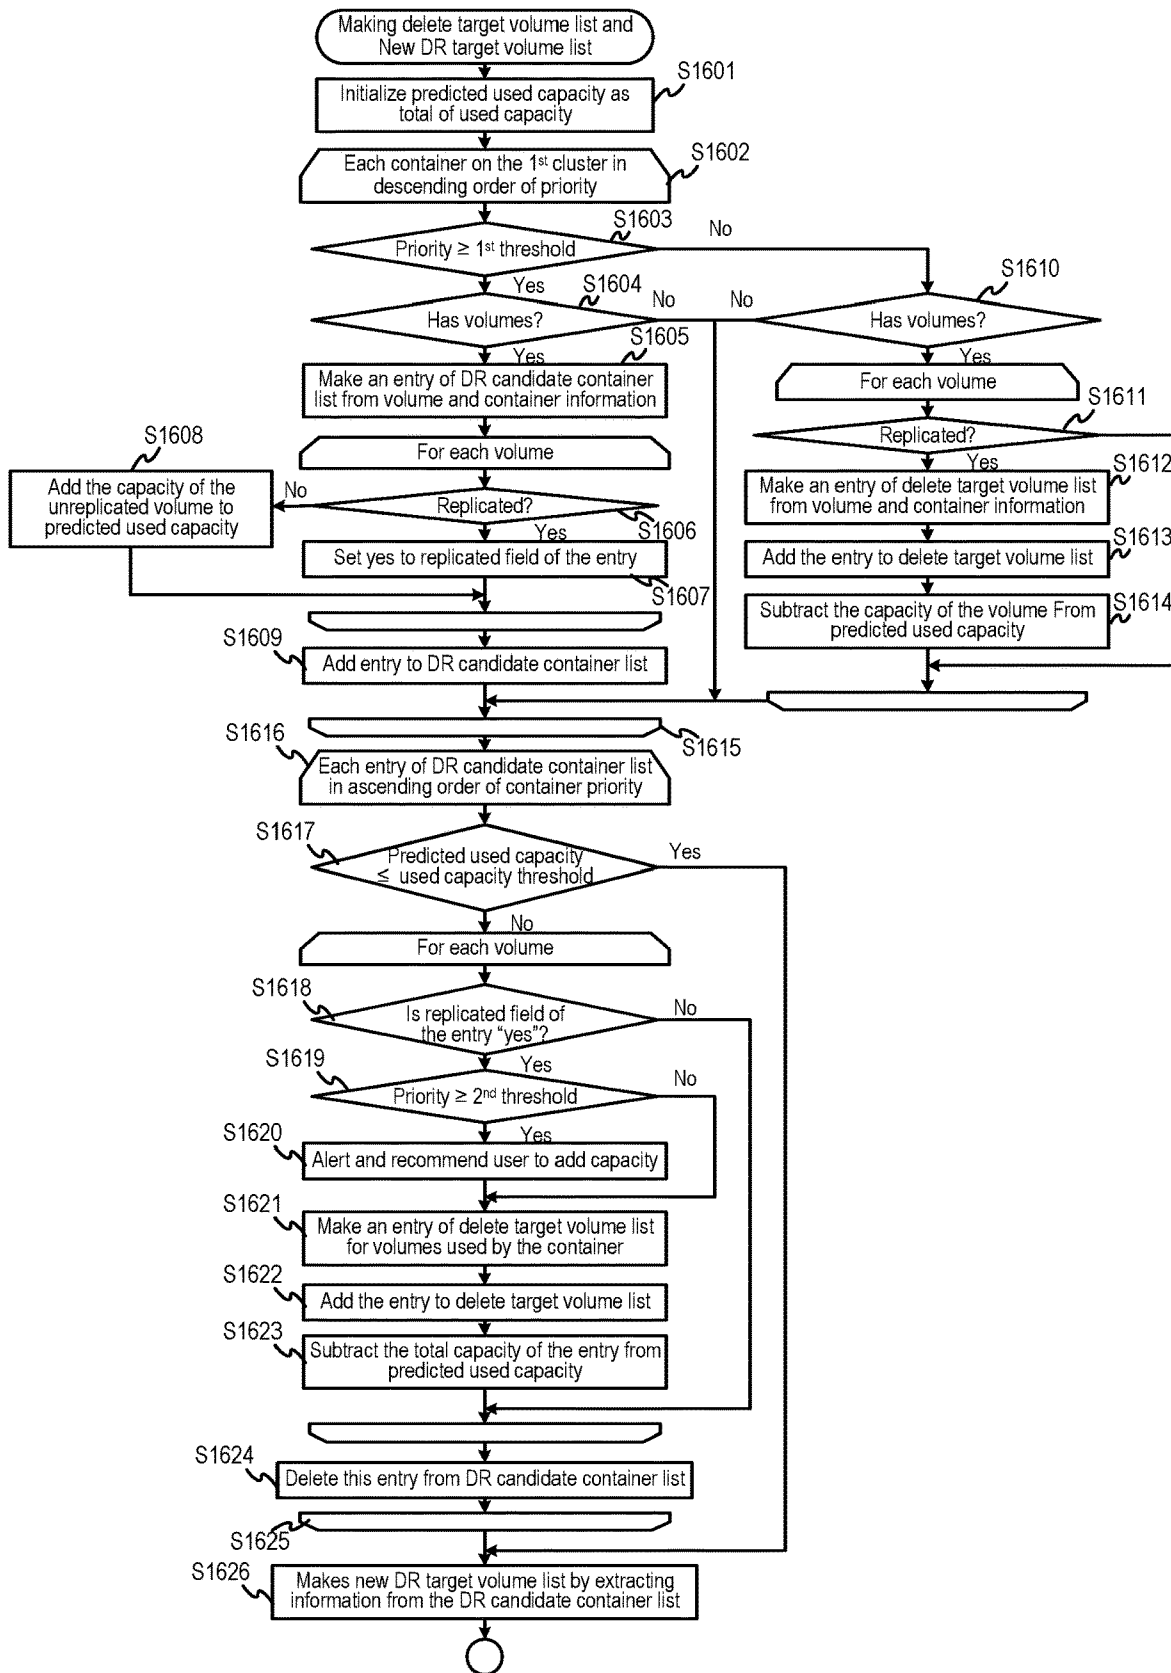 Making delete target volume list and
New DR target volume list
S1601
Initialize predicted used capacity as
total of used capacity
S1602
Each container on the 1st cluster in
descending order of priority
S1603
Priority ≥ 1st threshold
No
Yes
S1604
Has volumes?
No
No
S1610
Has volumes?
Yes
S1605
Make an entry of DR candidate container
list from volume and container information
Yes
For each volume
S1611
Replicated?
For each volume
S1608
Add the capacity of the
unreplicated volume to
predicted used capacity
No
Replicated?
S1606
Yes
Set yes to replicated field of the entry
S1607
Yes
S1612
Make an entry of delete target volume list
from volume and container information
S1613
Add the entry to delete target volume list
S1614
Subtract the capacity of the volume From
predicted used capacity
S1609
Add entry to DR candidate container list
S1615
S1616
Each entry of DR candidate container list
in ascending order of container priority
S1617
Predicted used capacity
≤ used capacity threshold
Yes
No
For each volume
S1618
Is replicated field of
the entry “yes”?
No
Yes
S1619
Priority ≥ 2nd threshold
No
Yes
S1620
Alert and recommend user to add capacity
S1621
Make an entry of delete target volume list
for volumes used by the container
S1622
Add the entry to delete target volume list
S1623
Subtract the total capacity of the entry from
predicted used capacity
S1624
Delete this entry from DR candidate container list
S1625
S1626
Makes new DR target volume list by extracting
information from the DR candidate container list